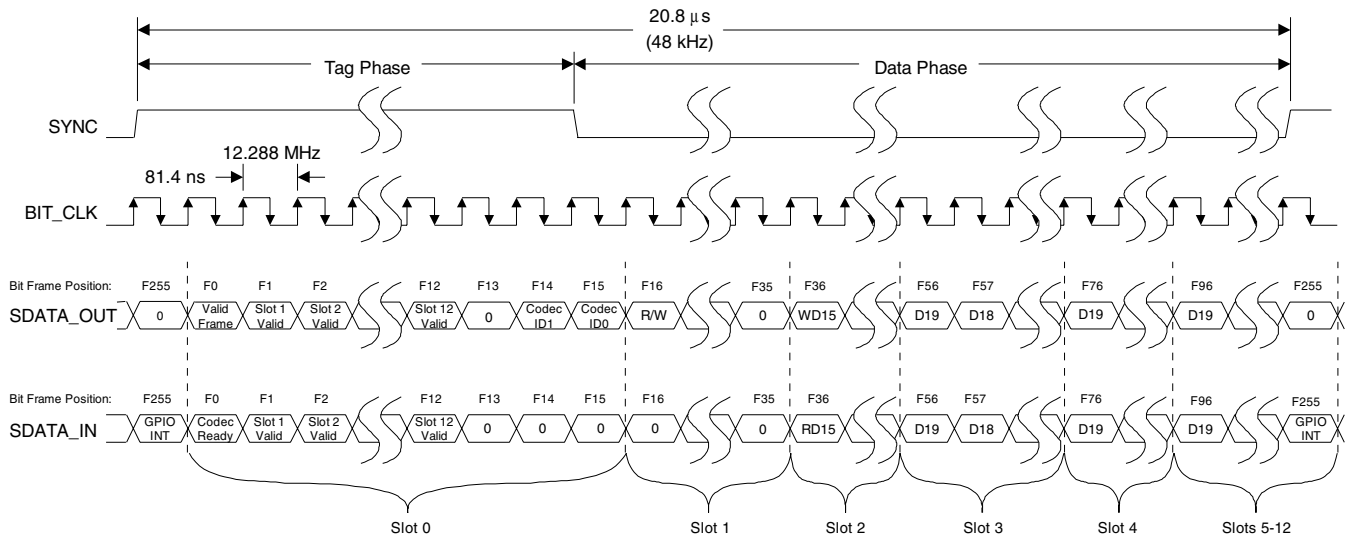 20.8 µs
(48 kHz)
Tag Phase Data Phase
SYNC
12.288 MHz
81.4 ns
BIT_CLK
Bit Frame Position: F255 F0 F1 F2 F12 F13 F14 F15 F16 F35 F36 F56 F57 F76 F96 F255
SDATA_OUT 0 Valid Frame Slot 1 Valid Slot 2 Valid Slot 12 Valid 0 Codec ID1 Codec ID0 R/W 0 WD15 D19 D18 D19 D19 0
Bit Frame Position: F255 F0 F1 F2 F12 F13 F14 F15 F16 F35 F36 F56 F57 F76 F96 F255
SDATA_IN GPIO INT Codec Ready Slot 1 Valid Slot 2 Valid Slot 12 Valid 0 0 0 0 0 RD15 D19 D18 D19 D19 GPIO INT
Slot 0 Slot 1 Slot 2 Slot 3 Slot 4 Slots 5-12